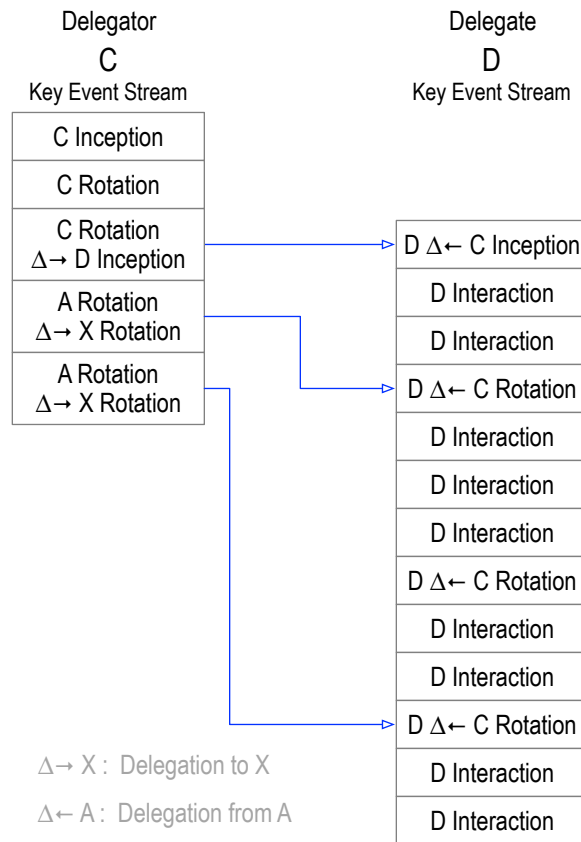 Delegator
C
Key Event Stream
C Inception
C Rotation
C Rotation
Δ→ D Inception
A Rotation
Δ→ X Rotation
A Rotation
Δ→ X Rotation
Delegate
D
Key Event Stream
D Δ← C Inception
D Interaction
D Interaction
D Δ← C Rotation
D Interaction
D Interaction
D Interaction
D Δ← C Rotation
D Interaction
D Interaction
D Δ← C Rotation
D Interaction
D Interaction
Δ→ X : Delegation to X
Δ← A : Delegation from A